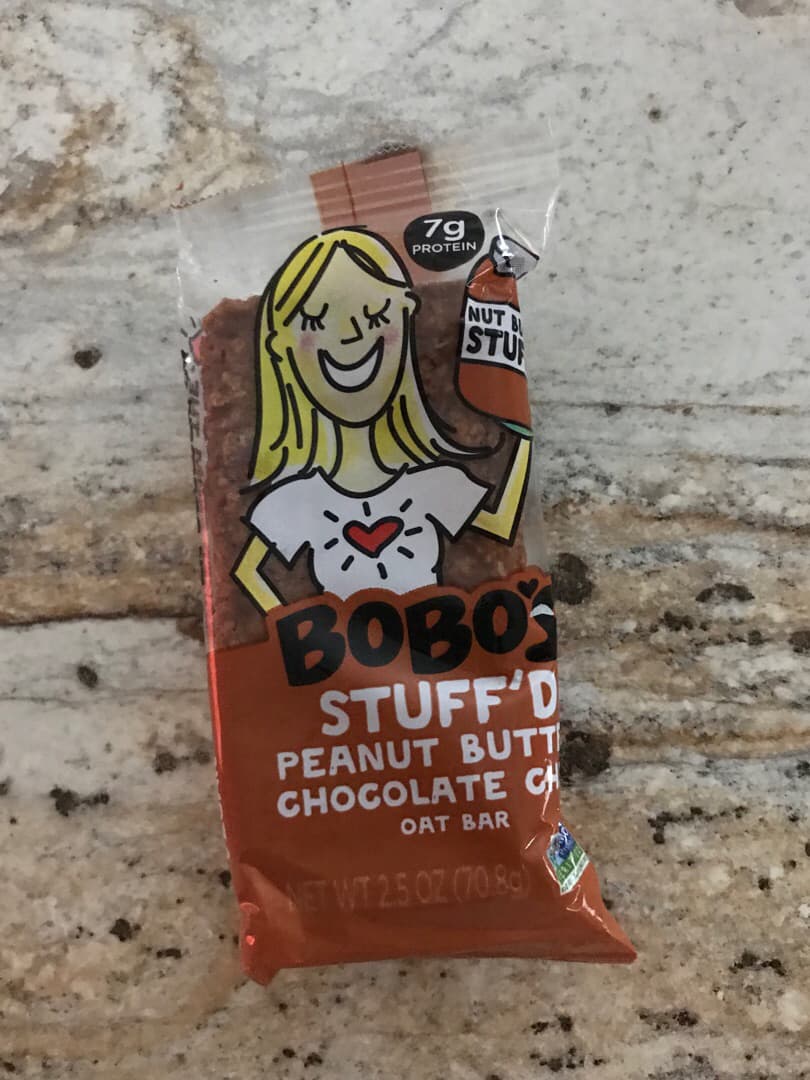 7g
PROTEIN
NUT BU
STUF
BOBO'S
STUFF'D
PEANUT BUTT
CHOCOLATE CH
OAT BAR
NET WT 2.5 OZ (70.8g)